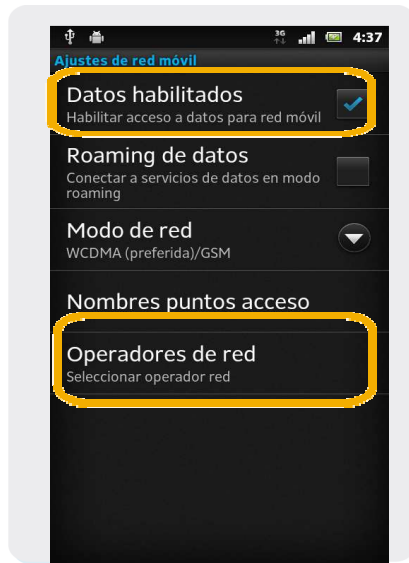 3G 4:37
Ajustes de red móvil
Datos habilitados
Habilitar acceso a datos para red móvil
Roaming de datos
Conectar a servicios de datos en modo
roaming
Modo de red
WCDMA (preferida)/GSM
Nombres puntos acceso
Operadores de red
Seleccionar operador red